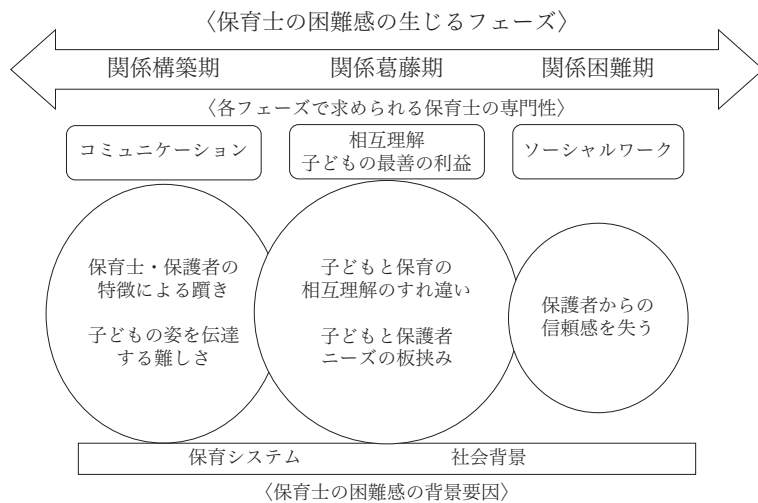 〈保育士の困難感の生じるフェーズ〉
関係構築期 関係葛藤期 関係困難期
〈各フェーズで求められる保育士の専門性〉
コミュニケーション
相互理解
子どもの最善の利益
ソーシャルワーク
保育士・保護者の
特徴による躓き
子どもの姿を伝達
する難しさ
子どもと保育の
相互理解のすれ違い
子どもと保護者
ニーズの板挟み
保護者からの
信頼感を失う
保育システム 社会背景
〈保育士の困難感の背景要因〉